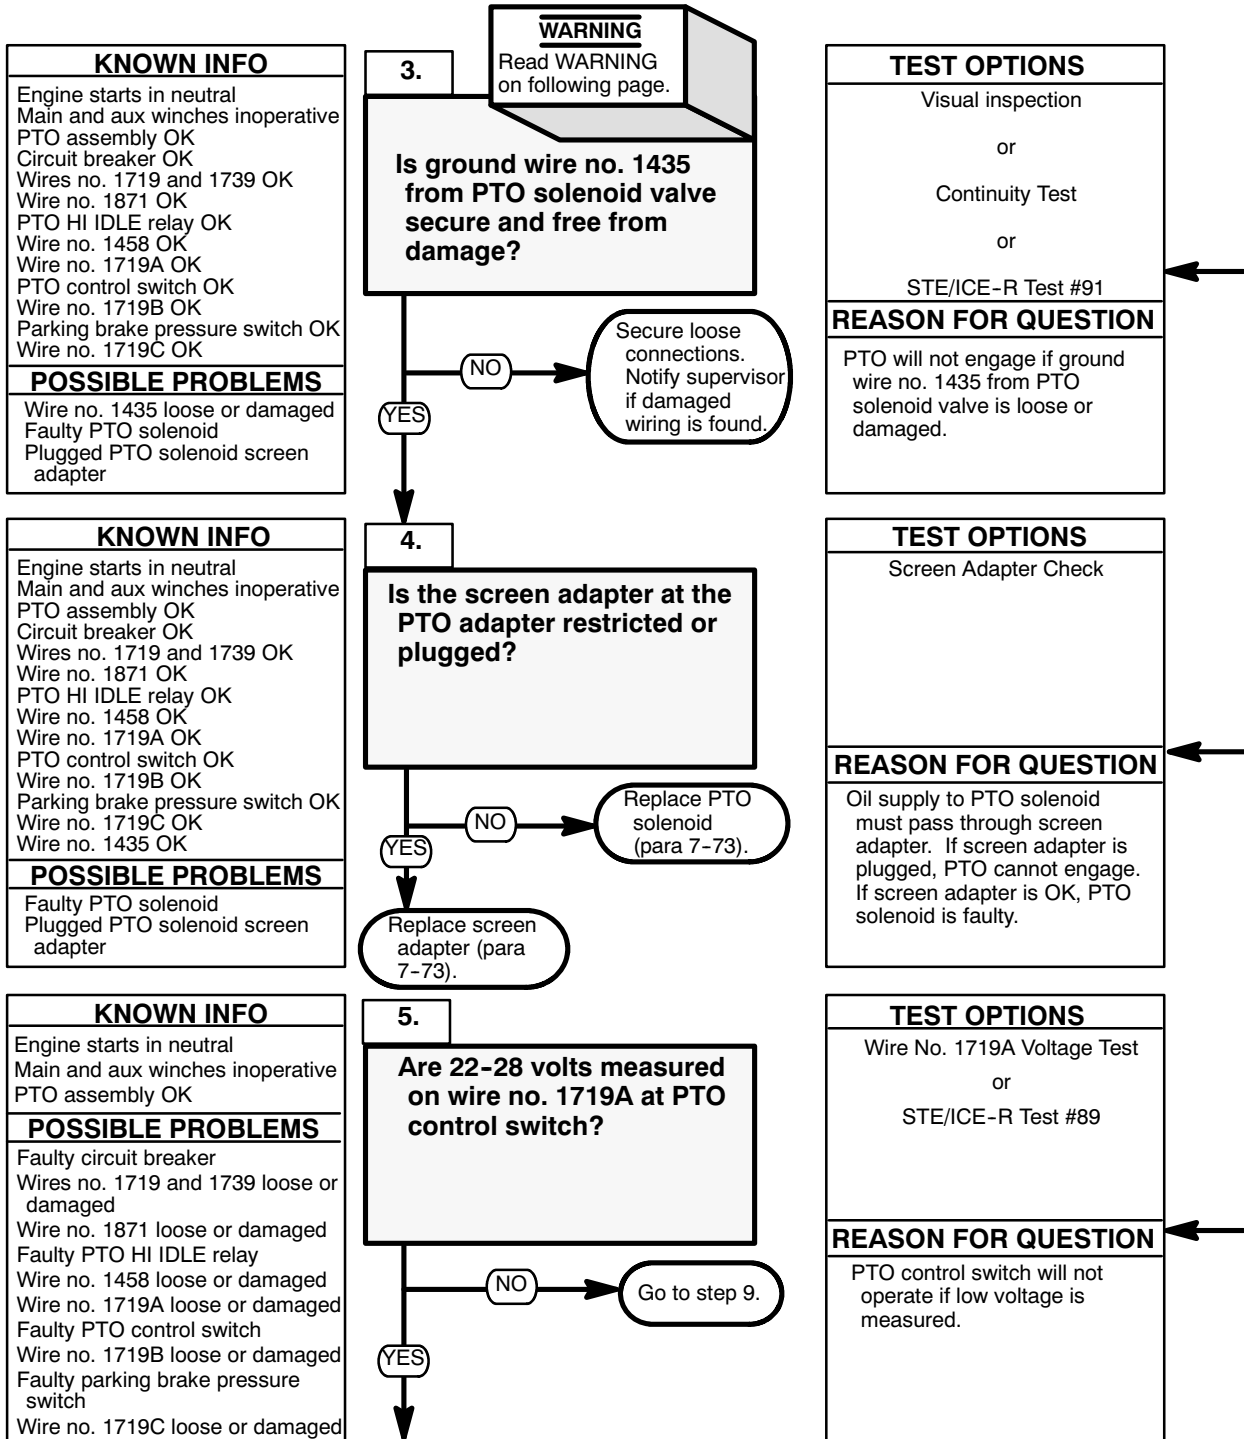 WARNING
Read WARNING
on following page.
KNOWN INFO
Engine starts in neutral
Main and aux winches inoperative
PTO assembly OK
Circuit breaker OK
Wires no. 1719 and 1739 OK
Wire no. 1871 OK
PTO HI IDLE relay OK
Wire no. 1458 OK
Wire no. 1719A OK
PTO control switch OK
Wire no. 1719B OK
Parking brake pressure switch OK
Wire no. 1719C OK
POSSIBLE PROBLEMS
Wire no. 1435 loose or damaged
Faulty PTO solenoid
Plugged PTO solenoid screen
adapter
3.
Is ground wire no. 1435
from PTO solenoid valve
secure and free from
damage?
NO
Secure loose
connections.
Notify supervisor
if damaged
wiring is found.
YES
TEST OPTIONS
Visual inspection
or
Continuity Test
or
STE/ICE-R Test #91
REASON FOR QUESTION
PTO will not engage if ground
wire no. 1435 from PTO
solenoid valve is loose or
damaged.
KNOWN INFO
Engine starts in neutral
Main and aux winches inoperative
PTO assembly OK
Circuit breaker OK
Wires no. 1719 and 1739 OK
Wire no. 1871 OK
PTO HI IDLE relay OK
Wire no. 1458 OK
Wire no. 1719A OK
PTO control switch OK
Wire no. 1719B OK
Parking brake pressure switch OK
Wire no. 1719C OK
Wire no. 1435 OK
POSSIBLE PROBLEMS
Faulty PTO solenoid
Plugged PTO solenoid screen
adapter
4.
Is the screen adapter at the
PTO adapter restricted or
plugged?
NO
Replace PTO
solenoid
(para 7-73).
YES
Replace screen
adapter (para
7-73).
TEST OPTIONS
Screen Adapter Check
REASON FOR QUESTION
Oil supply to PTO solenoid
must pass through screen
adapter. If screen adapter is
plugged, PTO cannot engage.
If screen adapter is OK, PTO
solenoid is faulty.
KNOWN INFO
Engine starts in neutral
Main and aux winches inoperative
PTO assembly OK
POSSIBLE PROBLEMS
Faulty circuit breaker
Wires no. 1719 and 1739 loose or
damaged
Wire no. 1871 loose or damaged
Faulty PTO HI IDLE relay
Wire no. 1458 loose or damaged
Wire no. 1719A loose or damaged
Faulty PTO control switch
Wire no. 1719B loose or damaged
Faulty parking brake pressure
switch
Wire no. 1719C loose or damaged
5.
Are 22-28 volts measured
on wire no. 1719A at PTO
control switch?
NO
Go to step 9.
YES
TEST OPTIONS
Wire No. 1719A Voltage Test
or
STE/ICE-R Test #89
REASON FOR QUESTION
PTO control switch will not
operate if low voltage is
measured.